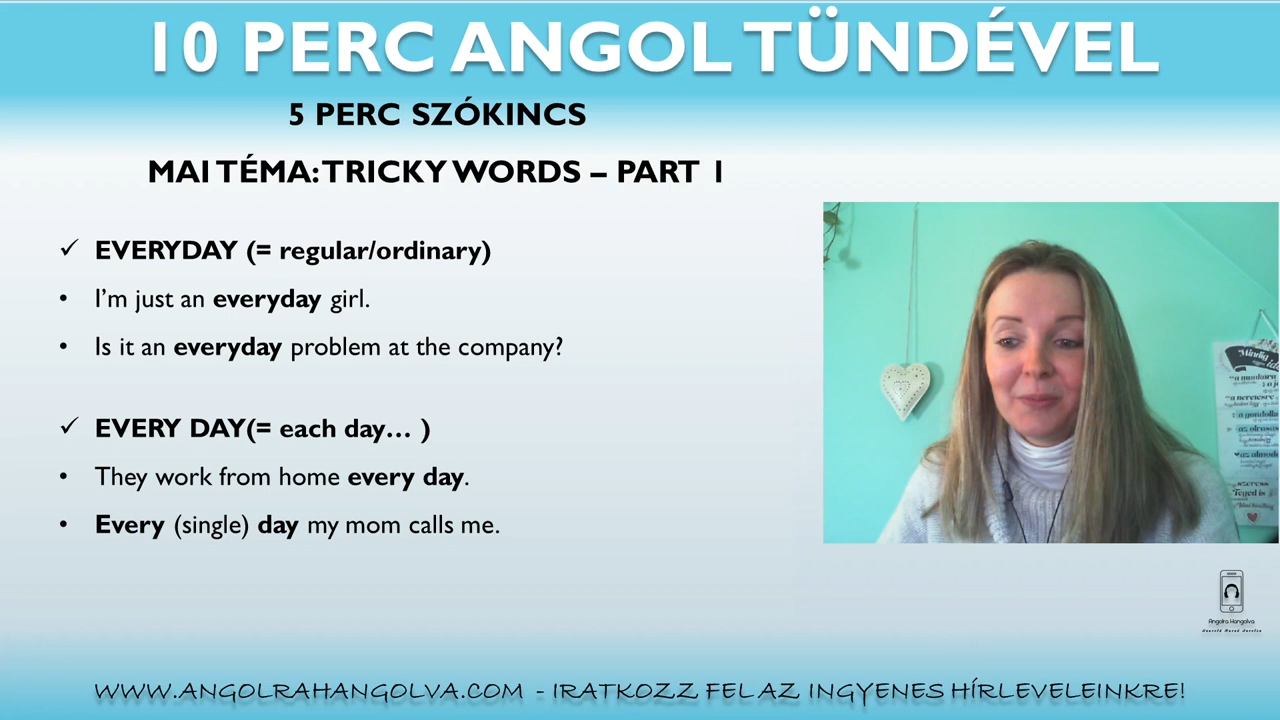 10 PERC ANGOL TÜNDÉVEL
5 PERC SZÓKINCS
MAI TÉMA: TRICKY WORDS – PART 1
✓ EVERYDAY (= regular/ordinary)
• I'm just an everyday girl.
• Is it an everyday problem at the company?
✓ EVERY DAY(= each day… )
• They work from home every day.
• Every (single) day my mom calls me.
Mindig
Angolra Hangolva
WWW.ANGOLRAHANGOLVA.COM - IRATKOZZ FEL AZ INGYENES HÍRLEVELEINKRE!